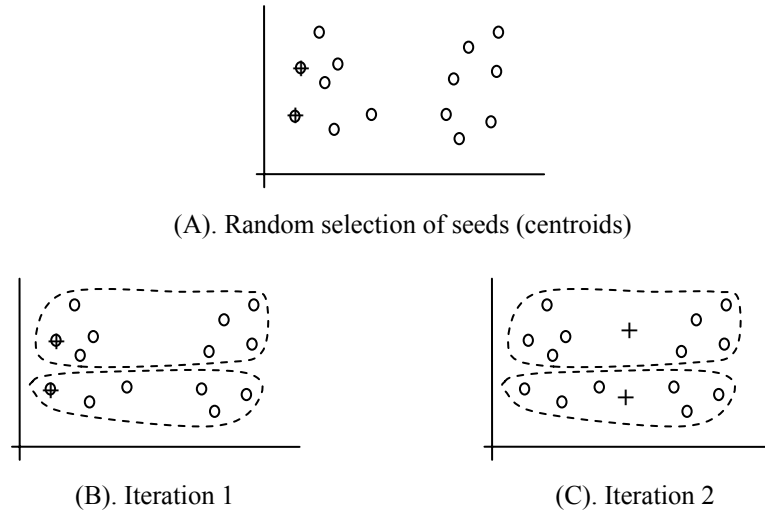 (A). Random selection of seeds (centroids)
(B). Iteration 1
(C). Iteration 2